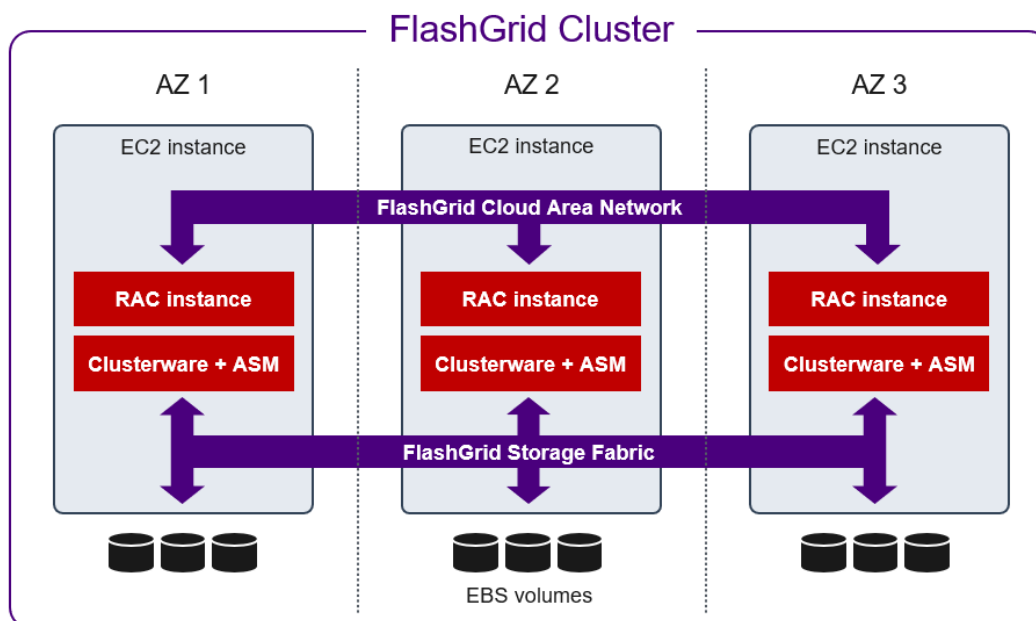 FlashGrid Cluster
AZ 1
AZ 2
AZ 3
EC2 instance
EC2 instance
EC2 instance
FlashGrid Cloud Area Network
RAC instance
RAC instance
RAC instance
Clusterware + ASM
Clusterware + ASM
Clusterware + ASM
FlashGrid Storage Fabric
EBS volumes